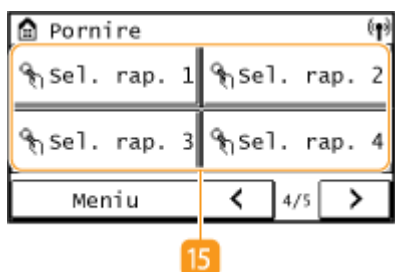 Pornire
Sel. rap. 1 Sel. rap. 2
Sel. rap. 3 Sel. rap. 4
Meniu < 4/5 >
15